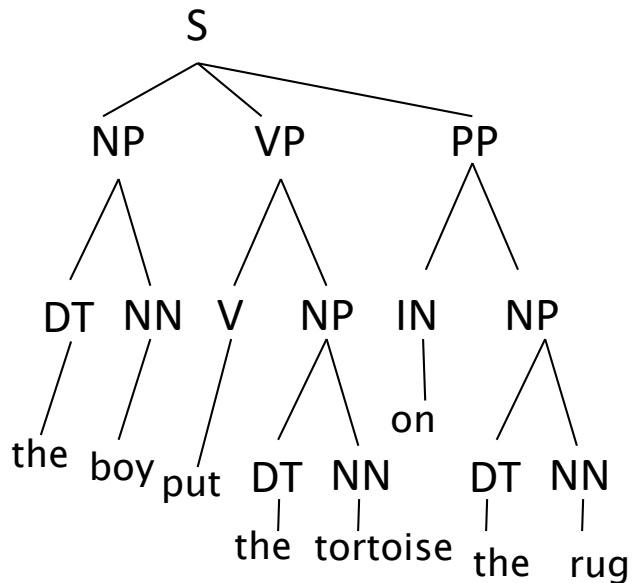 S
NP VP PP
DT NN V NP IN NP
on
the boy put DT NN DT NN
the tortoise the rug